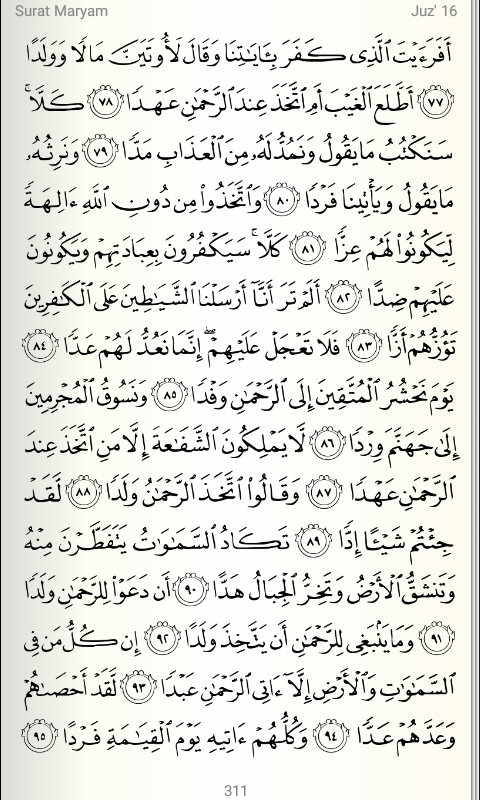 Surat Maryam
Juz' 16
أَفَرَءَيْتَ ٱلَّذِى كَفَرَ بِـَٔايَـٰتِنَا وَقَالَ لَأُوتَيَنَّ مَالًا وَوَلَدًا
﴿٧٧﴾ أَطَّلَعَ ٱلْغَيْبَ أَمِ ٱتَّخَذَ عِندَ ٱلرَّحْمَـٰنِ عَهْدًا ﴿٧٨﴾ كَلَّا ۚ
سَنَكْتُبُ مَا يَقُولُ وَنَمُدُّ لَهُۥ مِنَ ٱلْعَذَابِ مَدًّا ﴿٧٩﴾ وَنَرِثُهُۥ
مَا يَقُولُ وَيَأْتِينَا فَرْدًا ﴿٨٠﴾ وَٱتَّخَذُوا۟ مِن دُونِ ٱللَّهِ ءَالِهَةً
لِّيَكُونُوا۟ لَهُمْ عِزًّا ﴿٨١﴾ كَلَّا ۚ سَيَكْفُرُونَ بِعِبَادَتِهِمْ وَيَكُونُونَ
عَلَيْهِمْ ضِدًّا ﴿٨٢﴾ أَلَمْ تَرَ أَنَّآ أَرْسَلْنَا ٱلشَّيَـٰطِينَ عَلَى ٱلْكَـٰفِرِينَ
تَؤُزُّهُمْ أَزًّا ﴿٨٣﴾ فَلَا تَعْجَلْ عَلَيْهِمْ ۖ إِنَّمَا نَعُدُّ لَهُمْ عَدًّا ﴿٨٤﴾
يَوْمَ نَحْشُرُ ٱلْمُتَّقِينَ إِلَى ٱلرَّحْمَـٰنِ وَفْدًا ﴿٨٥﴾ وَنَسُوقُ ٱلْمُجْرِمِينَ
إِلَىٰ جَهَنَّمَ وِرْدًا ﴿٨٦﴾ لَّا يَمْلِكُونَ ٱلشَّفَـٰعَةَ إِلَّا مَنِ ٱتَّخَذَ عِندَ
ٱلرَّحْمَـٰنِ عَهْدًا ﴿٨٧﴾ وَقَالُوا۟ ٱتَّخَذَ ٱلرَّحْمَـٰنُ وَلَدًا ﴿٨٨﴾ لَّقَدْ
جِئْتُمْ شَيْـًٔا إِدًّا ﴿٨٩﴾ تَكَادُ ٱلسَّمَـٰوَٰتُ يَتَفَطَّرْنَ مِنْهُ
وَتَنشَقُّ ٱلْأَرْضُ وَتَخِرُّ ٱلْجِبَالُ هَدًّا ﴿٩٠﴾ أَن دَعَوْا۟ لِلرَّحْمَـٰنِ وَلَدًا
﴿٩١﴾ وَمَا يَنۢبَغِى لِلرَّحْمَـٰنِ أَن يَتَّخِذَ وَلَدًا ﴿٩٢﴾ إِن كُلُّ مَن فِى
ٱلسَّمَـٰوَٰتِ وَٱلْأَرْضِ إِلَّآ ءَاتِى ٱلرَّحْمَـٰنِ عَبْدًا ﴿٩٣﴾ لَّقَدْ أَحْصَىٰهُمْ
وَعَدَّهُمْ عَدًّا ﴿٩٤﴾ وَكُلُّهُمْ ءَاتِيهِ يَوْمَ ٱلْقِيَـٰمَةِ فَرْدًا ﴿٩٥﴾
311